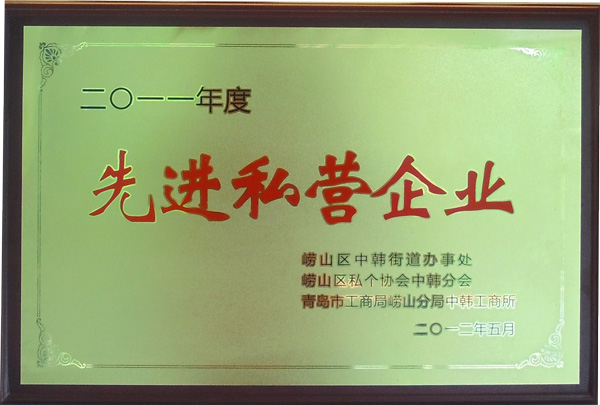 二〇一一年度
先进私营企业
崂山区中韩街道办事处
崂山区私个协会中韩分会
青岛市工商局崂山分局中韩工商所
二〇一二年五月